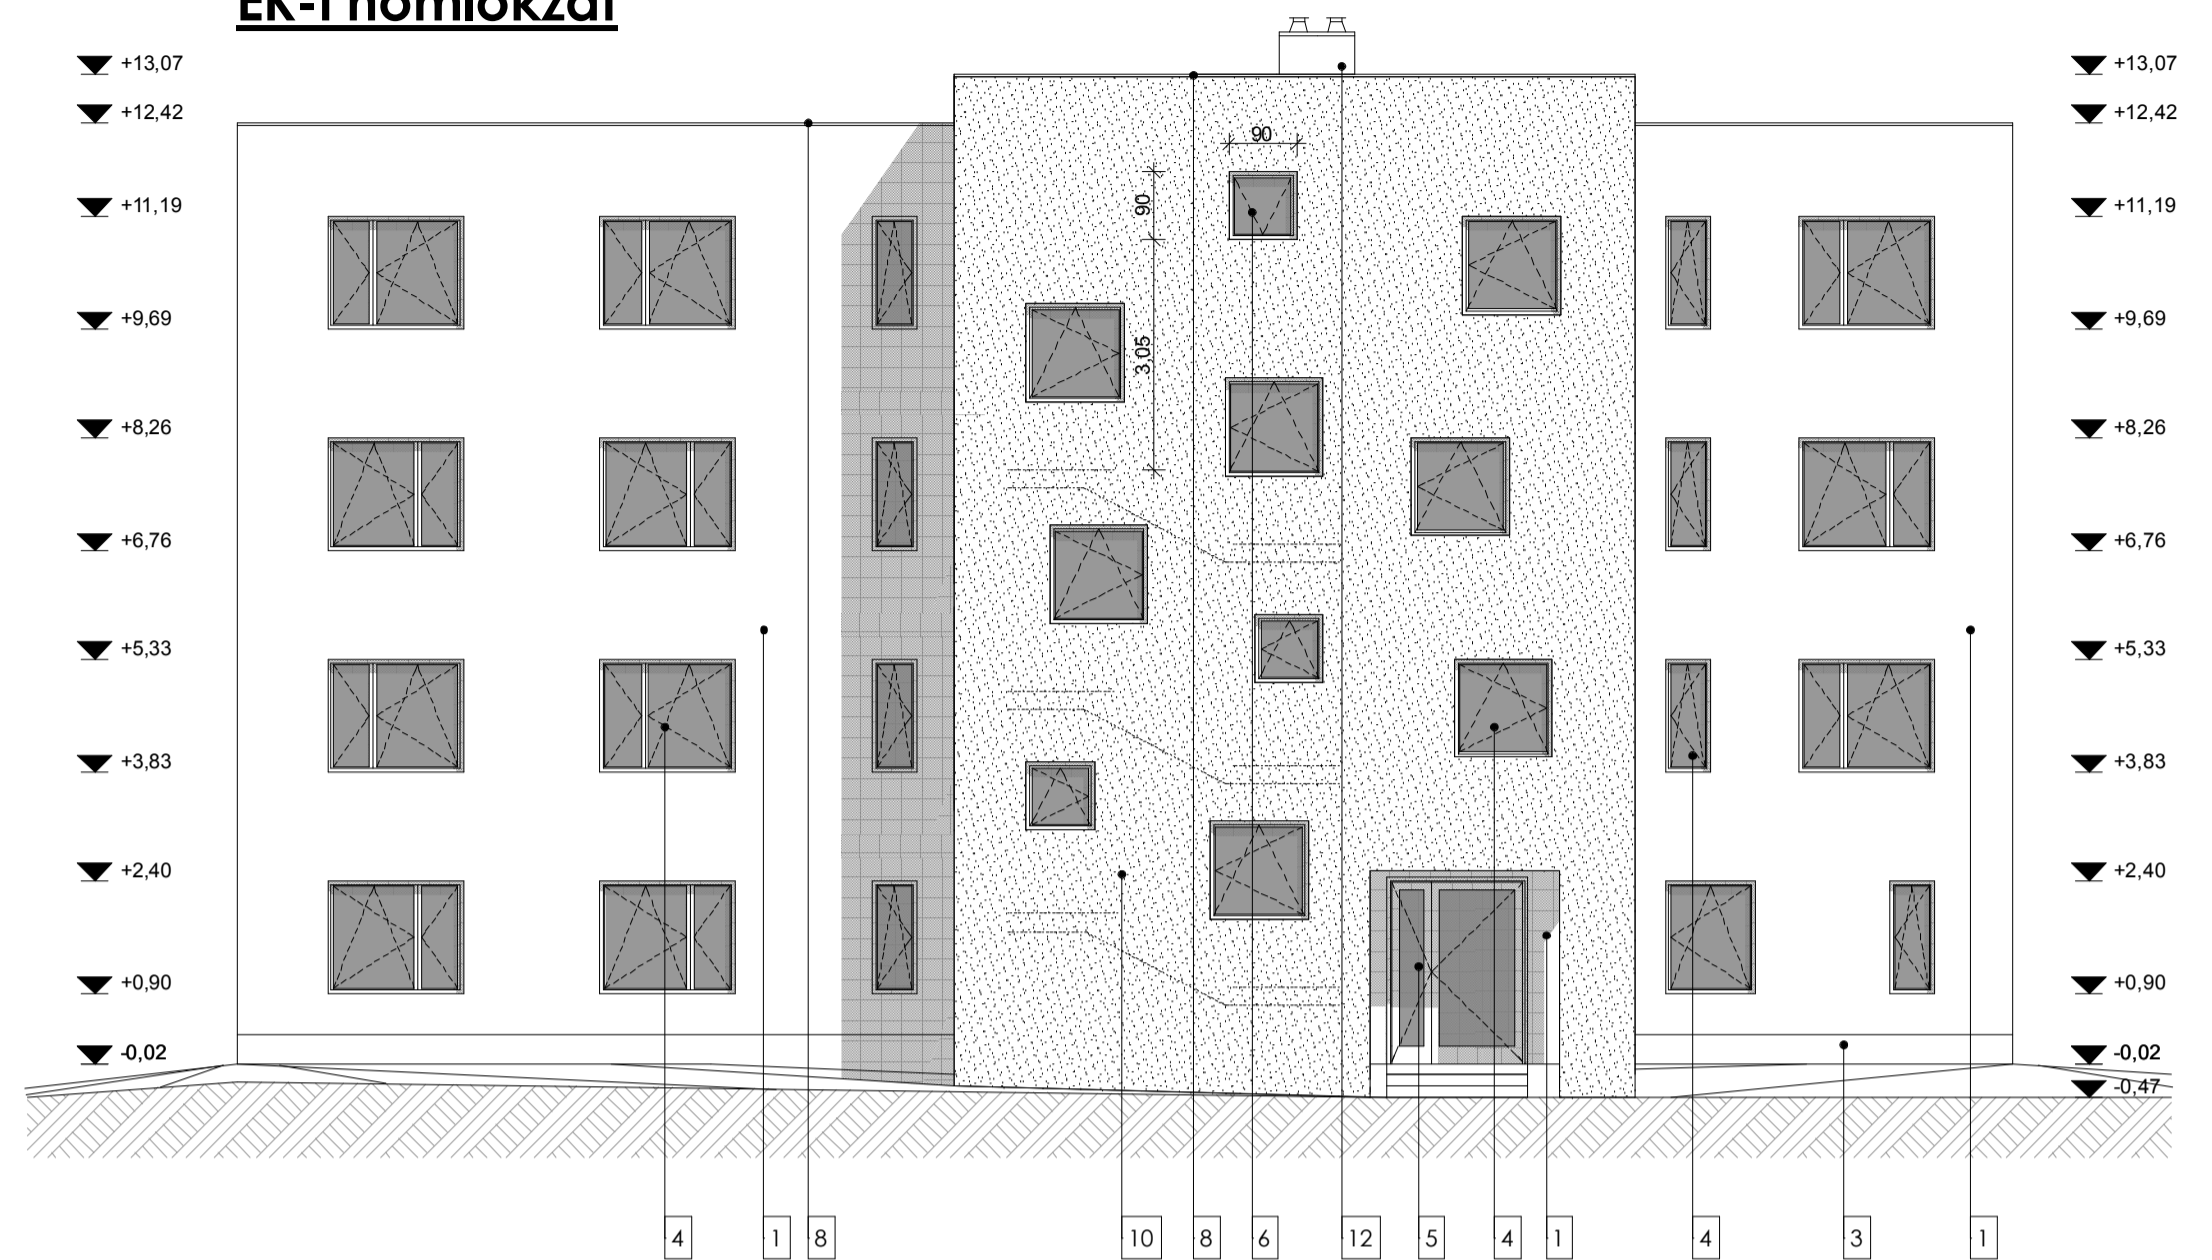 ÉK-i homlokzat
+13,07 +13,07
+12,42 +12,42
90
+11,19 90 +11,19
+9,69 3,05 +9,69
+8,26 +8,26
+6,76 +6,76
+5,33 +5,33
+3,83 +3,83
+2,40 +2,40
+0,90 +0,90
-0,02 -0,02
-0,47
4 1 8 10 8 6 12 5 4 1 4 3 1